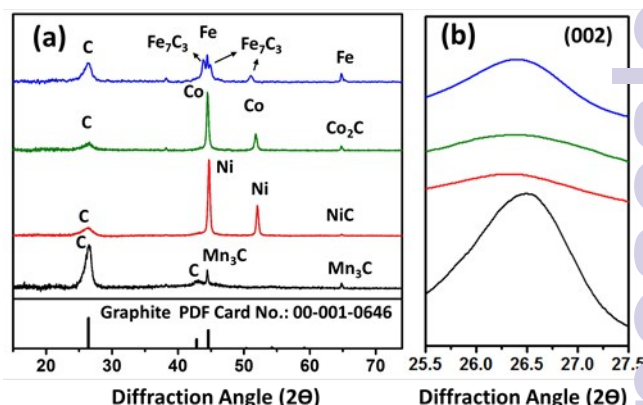 (a)
C
Fe₇C₃
Fe
Fe₇C₃
Fe
Co
C
Co
Co₂C
Ni
C
Ni
NiC
C
C
Mn₃C
Mn₃C
Graphite PDF Card No.: 00-001-0646
20 30 40 50 60 70
Diffraction Angle (2Θ)
(b)
(002)
25.5 26.0 26.5 27.0 27.5
Diffraction Angle (2Θ)